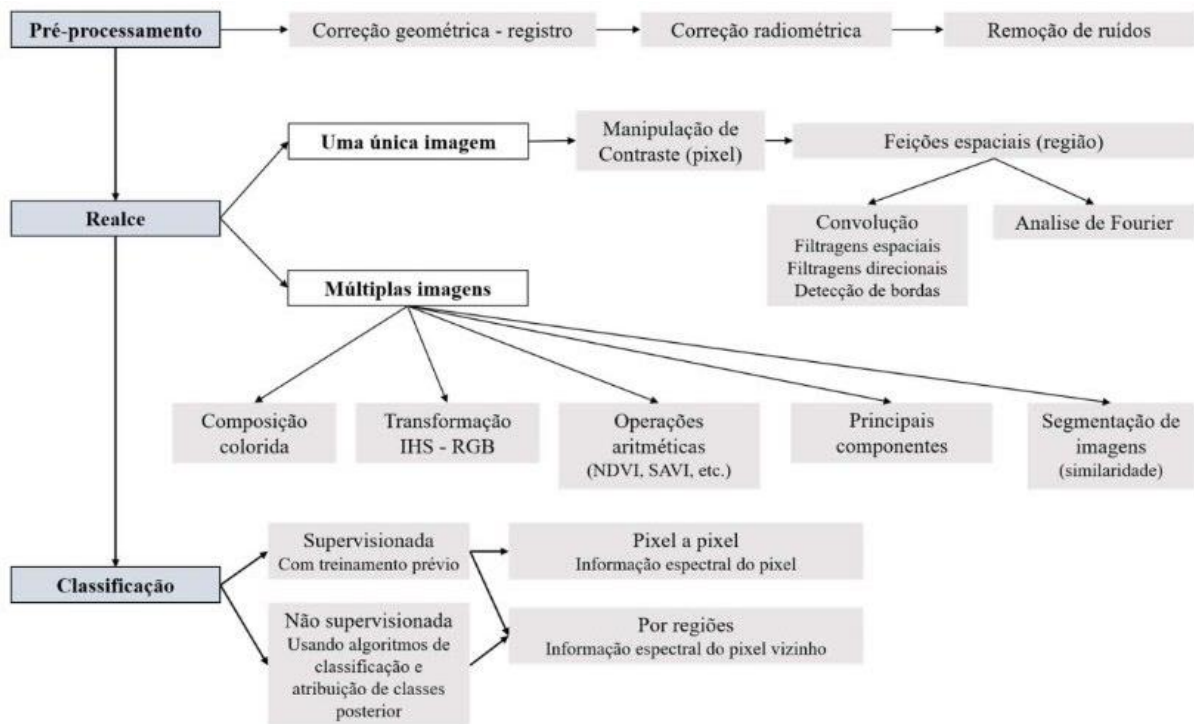 Pré-processamento
Correção geométrica - registro
Correção radiométrica
Remoção de ruídos
Uma única imagem
Manipulação de
Contraste (pixel)
Feições espaciais (região)
Realce
Convolução
Filtragens espaciais
Filtragens direcionais
Detecção de bordas
Analise de Fourier
Múltiplas imagens
Composição
colorida
Transformação
IHS - RGB
Operações
aritméticas
(NDVI, SAVI, etc.)
Principais
componentes
Segmentação de
imagens
(similaridade)
Classificação
Supervisionada
Com treinamento prévio
Pixel a pixel
Informação espectral do pixel
Não supervisionada
Usando algoritmos de
classificação e
atribuição de classes
posterior
Por regiões
Informação espectral do pixel vizinho